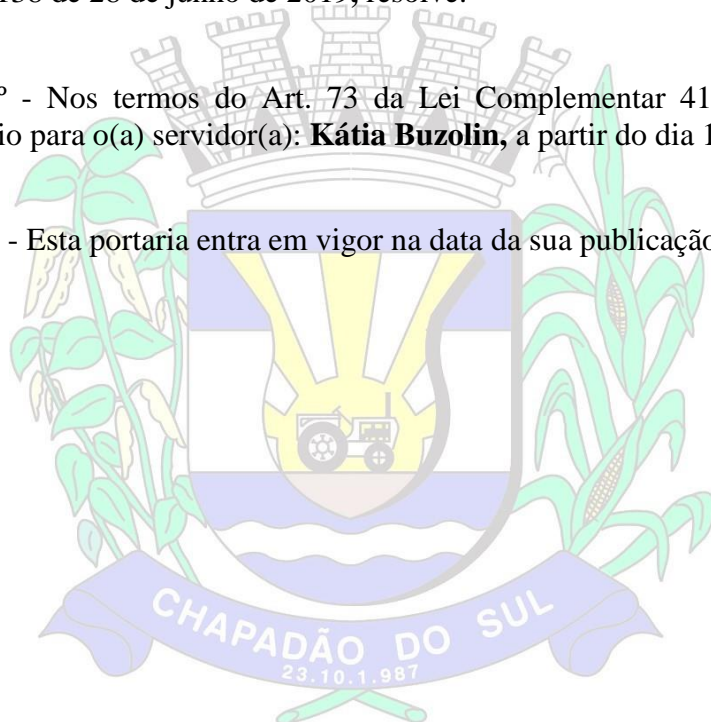 de 28 de junho de 2019, resolve:
º - Nos termos do Art. 73 da Lei Complementar 41
io para o(a) servidor(a): Kátia Buzolin, a partir do dia 1
- Esta portaria entra em vigor na data da sua publicação
CHAPADÃO DO SUL
23.10.1.987